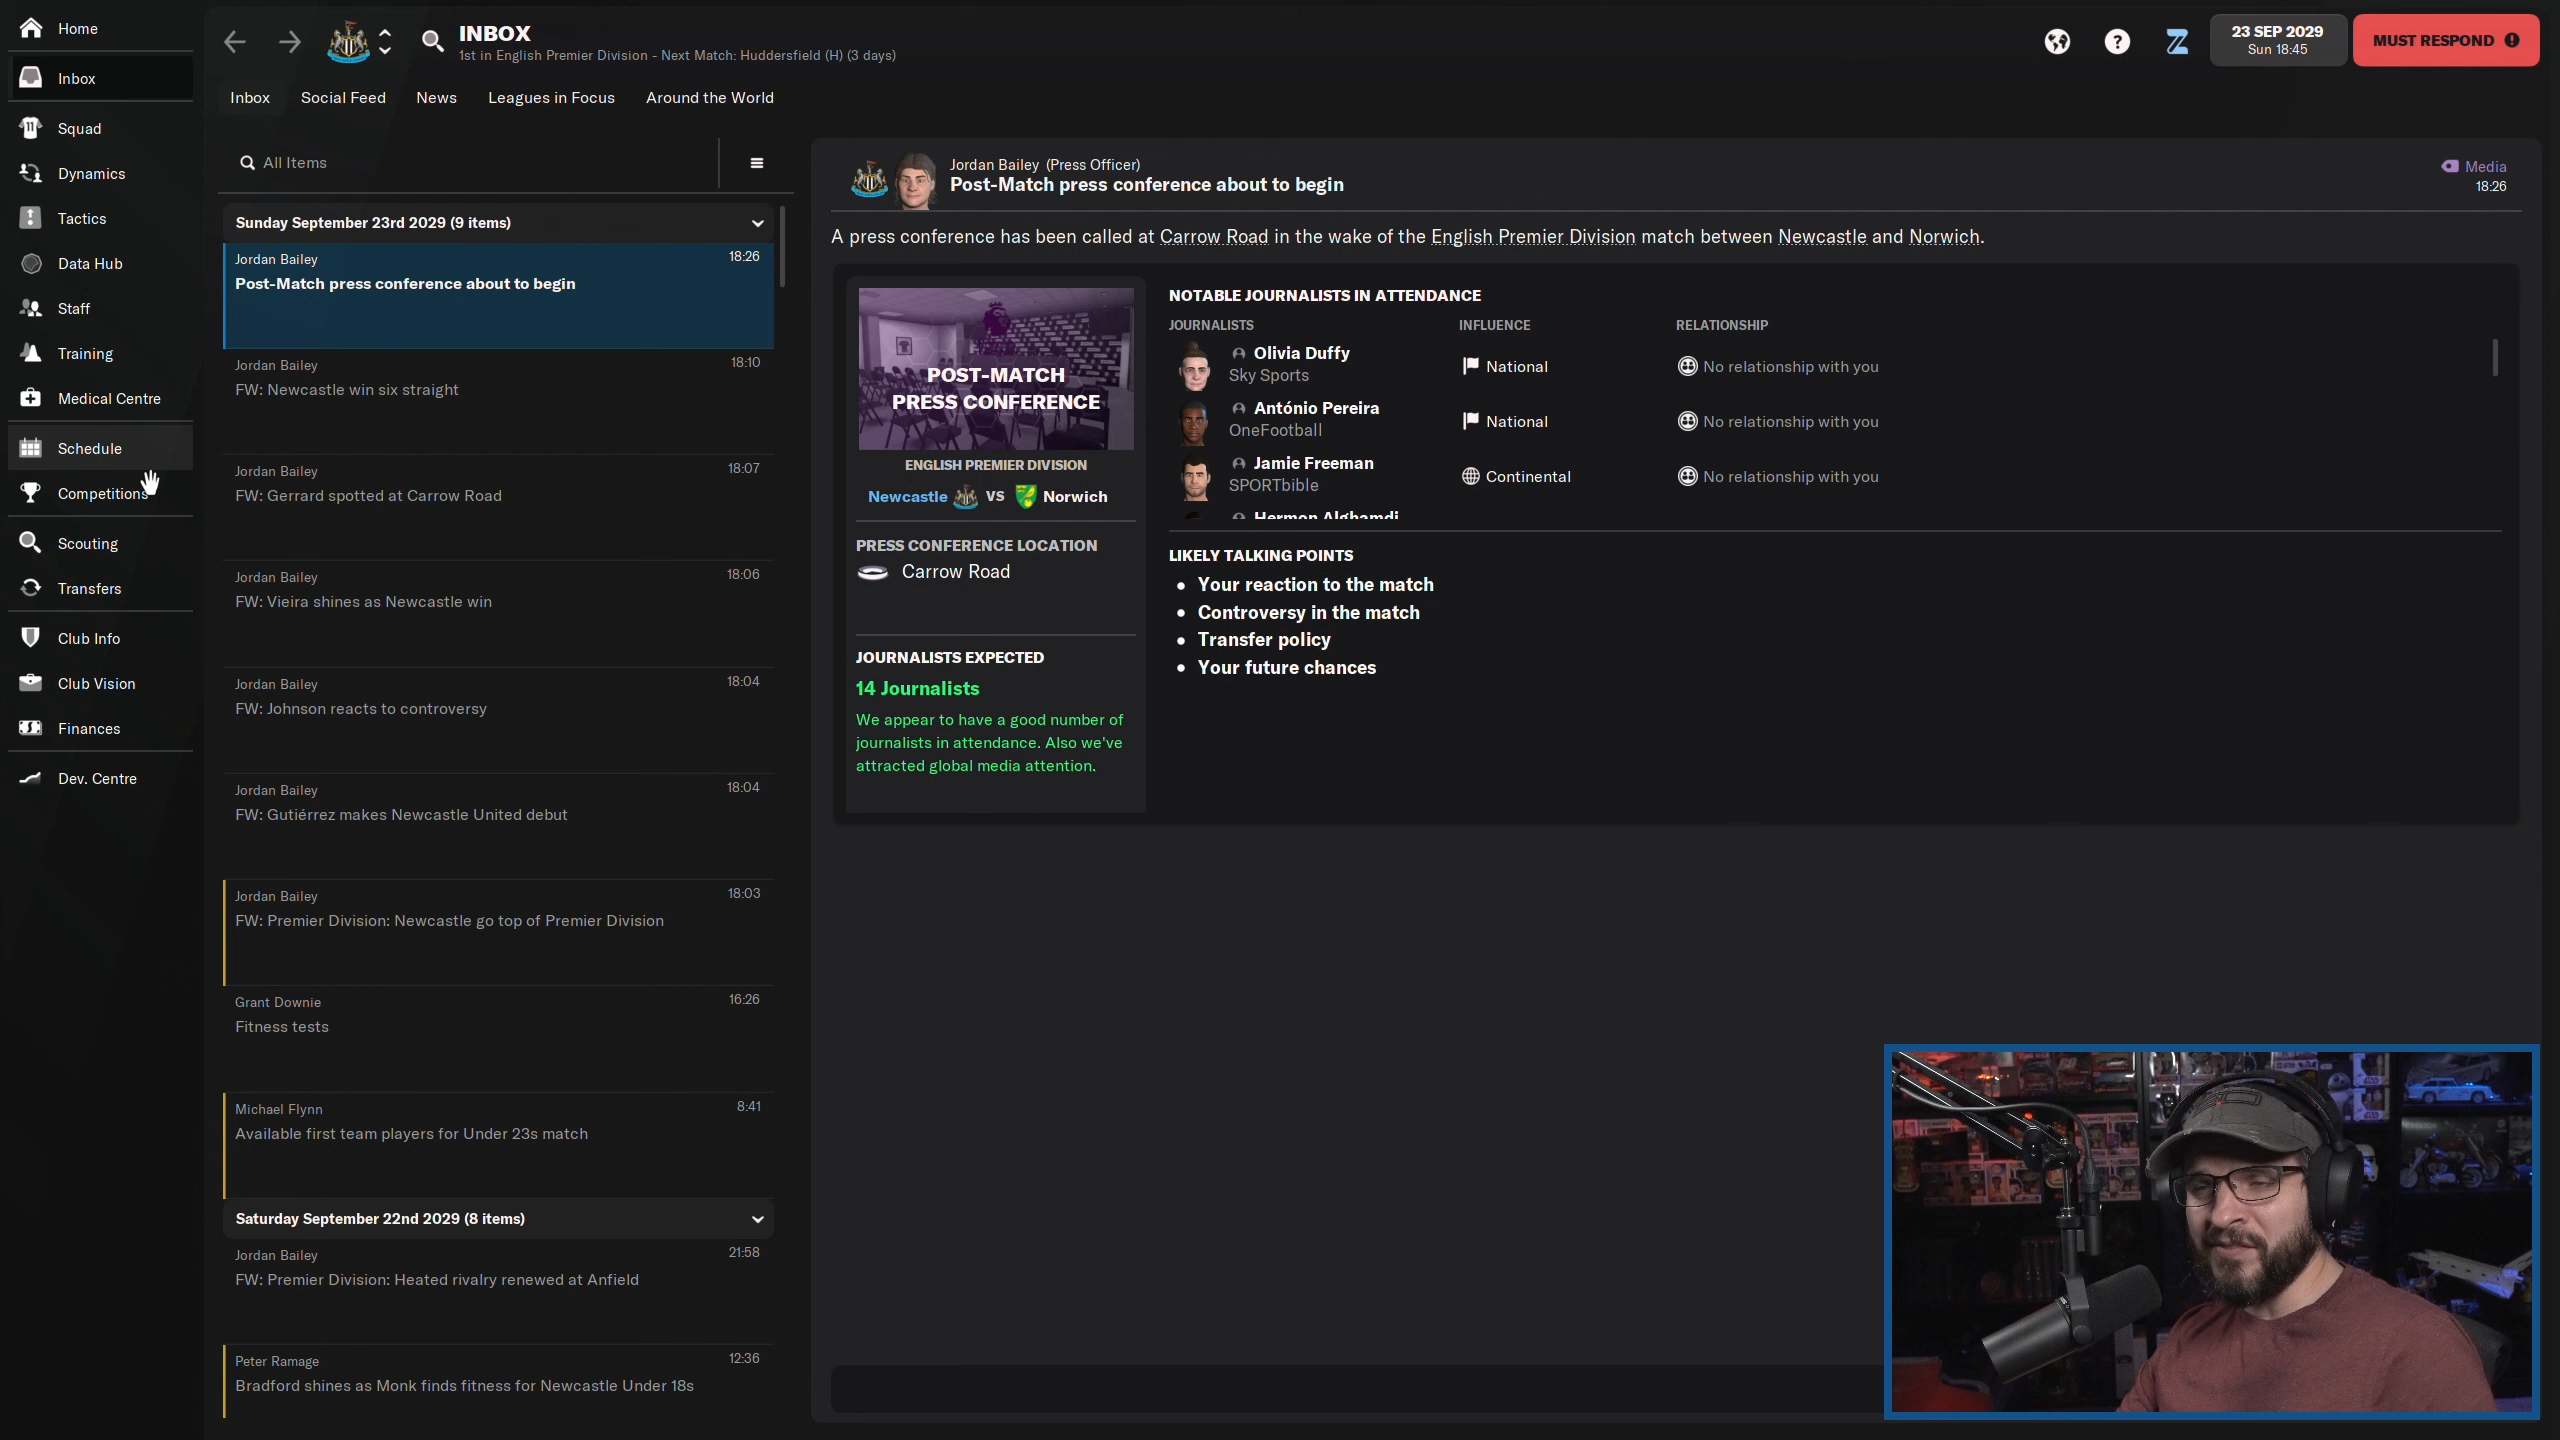 Home
Inbox
Squad
Dynamics
Tactics
Data Hub
Staff
Training
Medical Centre
Schedule
Competitions
Scouting
Transfers
Club Info
Club Vision
Finances
Dev. Centre
INBOX
1st in English Premier Division - Next Match: Huddersfield (H) (3 days)
23 SEP 2029
Sun 18:45
MUST RESPOND
Inbox Social Feed News Leagues in Focus Around the World
All Items
Sunday September 23rd 2029 (9 items)
Jordan Bailey 18:26
Post-Match press conference about to begin
Jordan Bailey 18:10
FW: Newcastle win six straight
Jordan Bailey 18:07
FW: Gerrard spotted at Carrow Road
Jordan Bailey 18:06
FW: Vieira shines as Newcastle win
Jordan Bailey 18:04
FW: Johnson reacts to controversy
Jordan Bailey 18:04
FW: Gutiérrez makes Newcastle United debut
Jordan Bailey 18:03
FW: Premier Division: Newcastle go top of Premier Division
Grant Downie 16:26
Fitness tests
Michael Flynn 8:41
Available first team players for Under 23s match
Saturday September 22nd 2029 (8 items)
Jordan Bailey 21:58
FW: Premier Division: Heated rivalry renewed at Anfield
Peter Ramage 12:36
Bradford shines as Monk finds fitness for Newcastle Under 18s
Jordan Bailey (Press Officer)
Post-Match press conference about to begin
Media
18:26
A press conference has been called at Carrow Road in the wake of the English Premier Division match between Newcastle and Norwich.
POST-MATCH
PRESS CONFERENCE
ENGLISH PREMIER DIVISION
Newcastle VS Norwich
PRESS CONFERENCE LOCATION
Carrow Road
JOURNALISTS EXPECTED
14 Journalists
We appear to have a good number of
journalists in attendance. Also we've
attracted global media attention.
NOTABLE JOURNALISTS IN ATTENDANCE
JOURNALISTS INFLUENCE RELATIONSHIP
Olivia Duffy
Sky Sports
National No relationship with you
António Pereira
OneFootball
National No relationship with you
Jamie Freeman
SPORTbible
Continental No relationship with you
Hermon Alghamdi
LIKELY TALKING POINTS
• Your reaction to the match
• Controversy in the match
• Transfer policy
• Your future chances